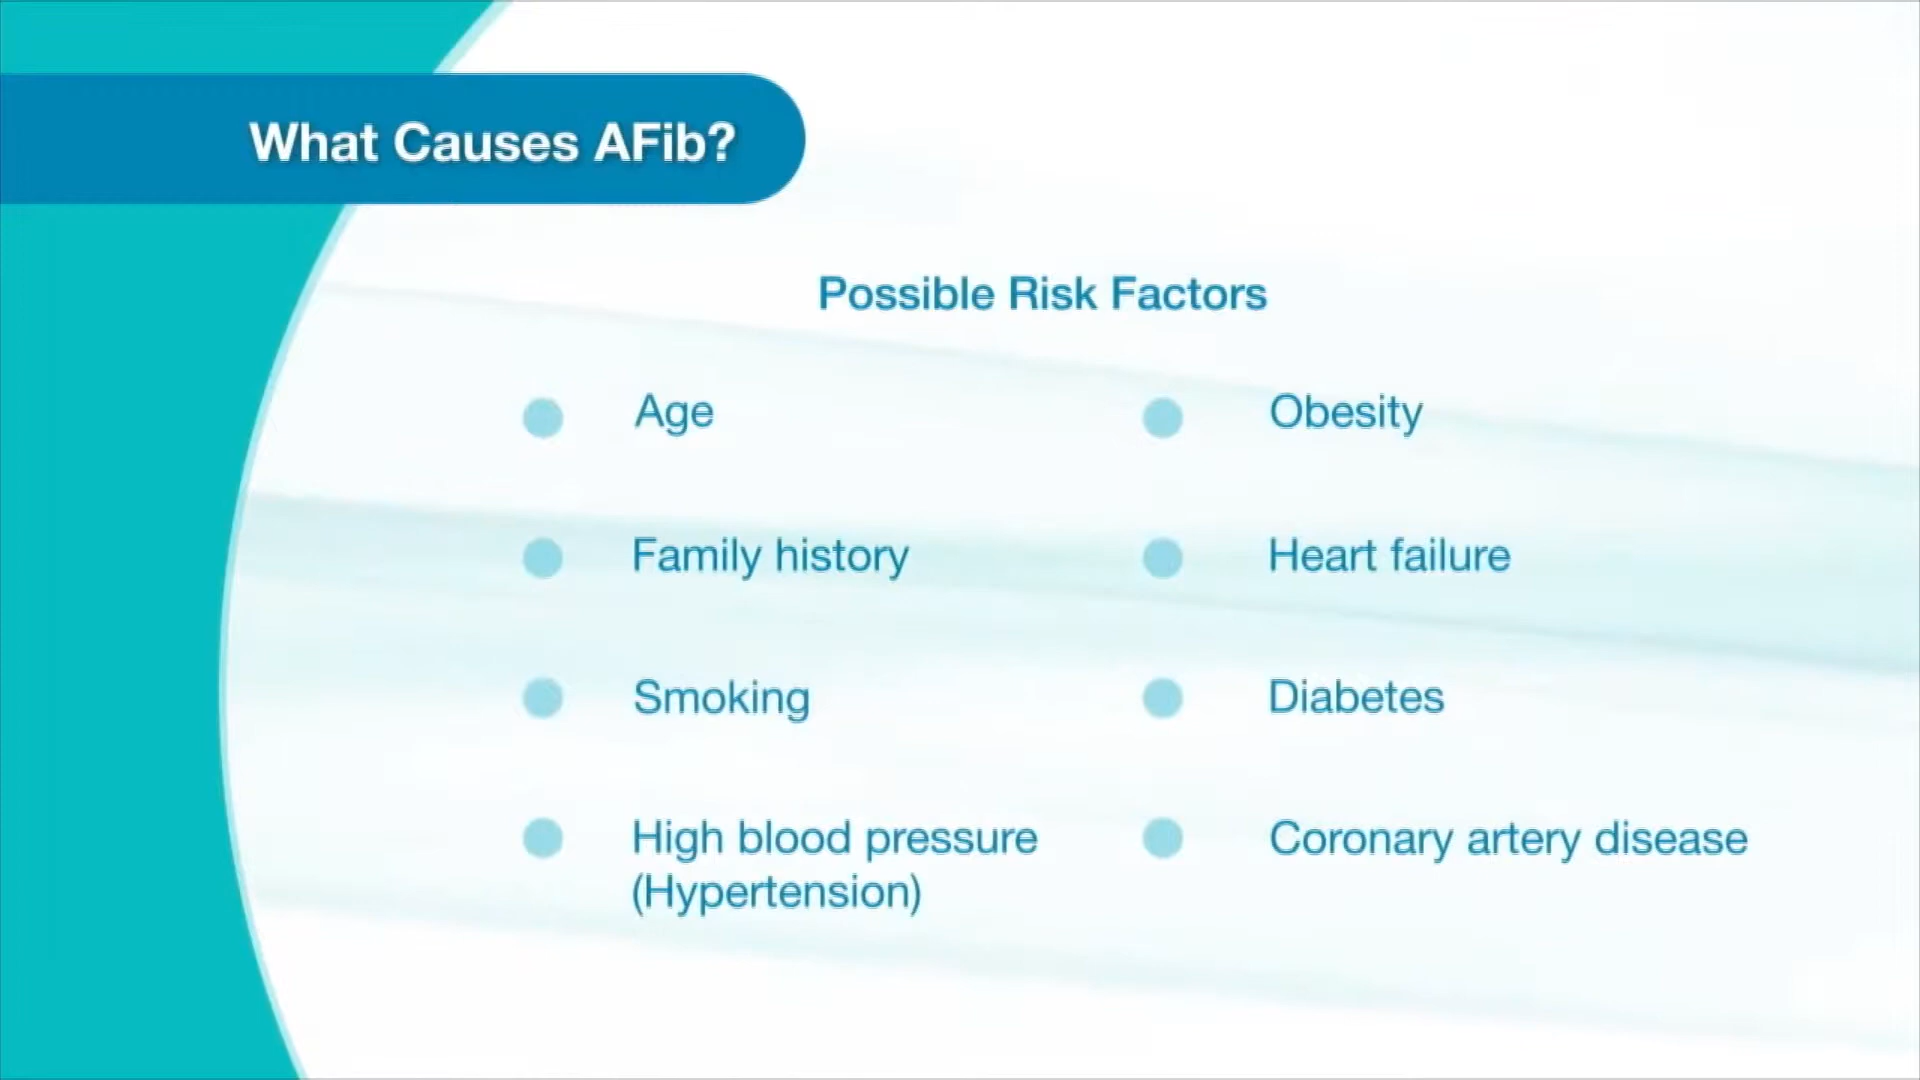 What Causes AFib?
Possible Risk Factors
Age
Family history
Smoking
High blood pressure
(Hypertension)
Obesity
Heart failure
Diabetes
Coronary artery disease